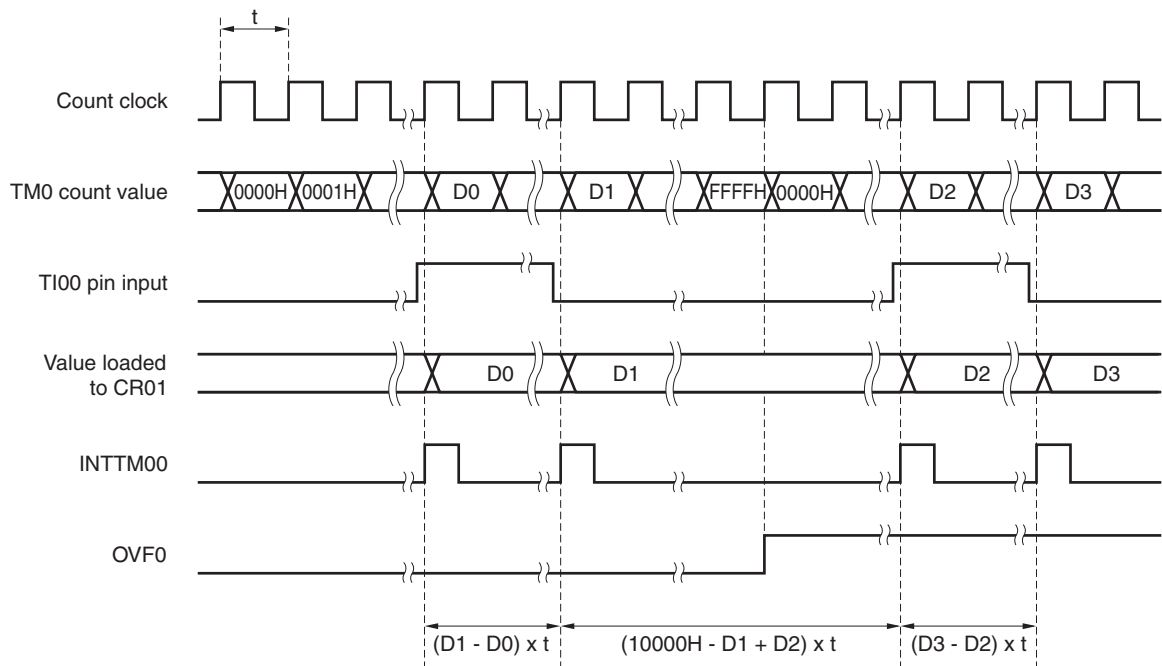 t
Count clock
TM0 count value
0000H 0001H D0 D1 FFFFH 0000H D2 D3
TI00 pin input
Value loaded
to CR01
D0 D1 D2 D3
INTTM00
OVF0
(D1 - D0) x t (10000H - D1 + D2) x t (D3 - D2) x t